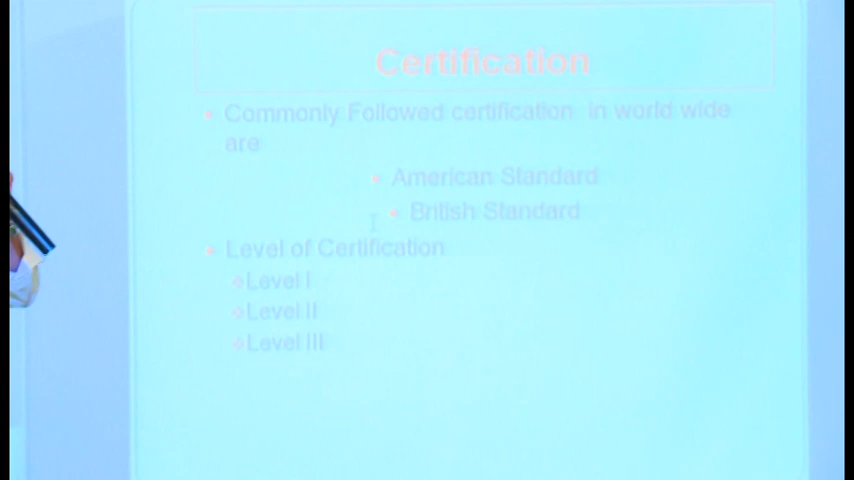 Certification
Commonly Followed certification in world wide
are
American Standard
British Standard
Level of Certification
Level I
Level II
Level III